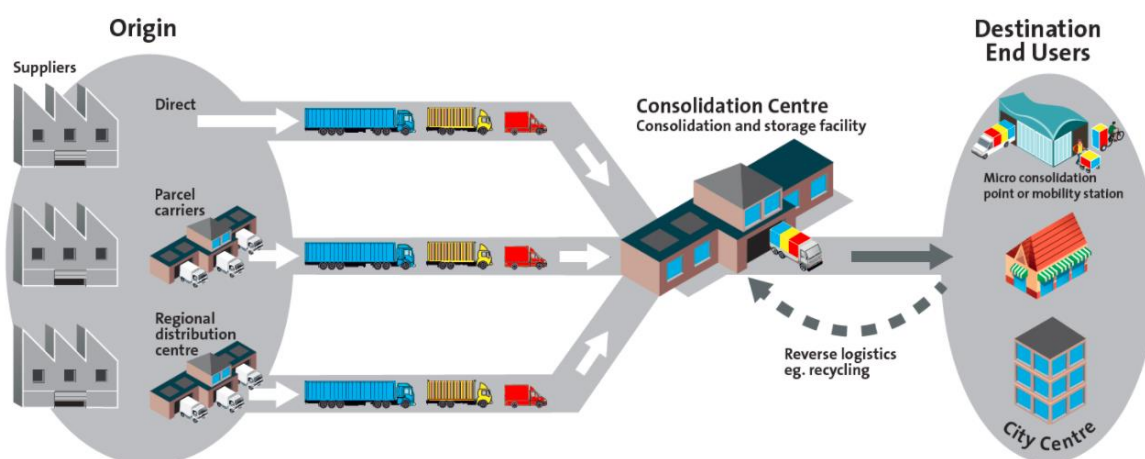 Origin
Suppliers
Direct
Parcel
carriers
Regional
distribution
centre
Consolidation Centre
Consolidation and storage facility
Reverse logistics
eg. recycling
Destination
End Users
Micro consolidation
point or mobility station
City Centre